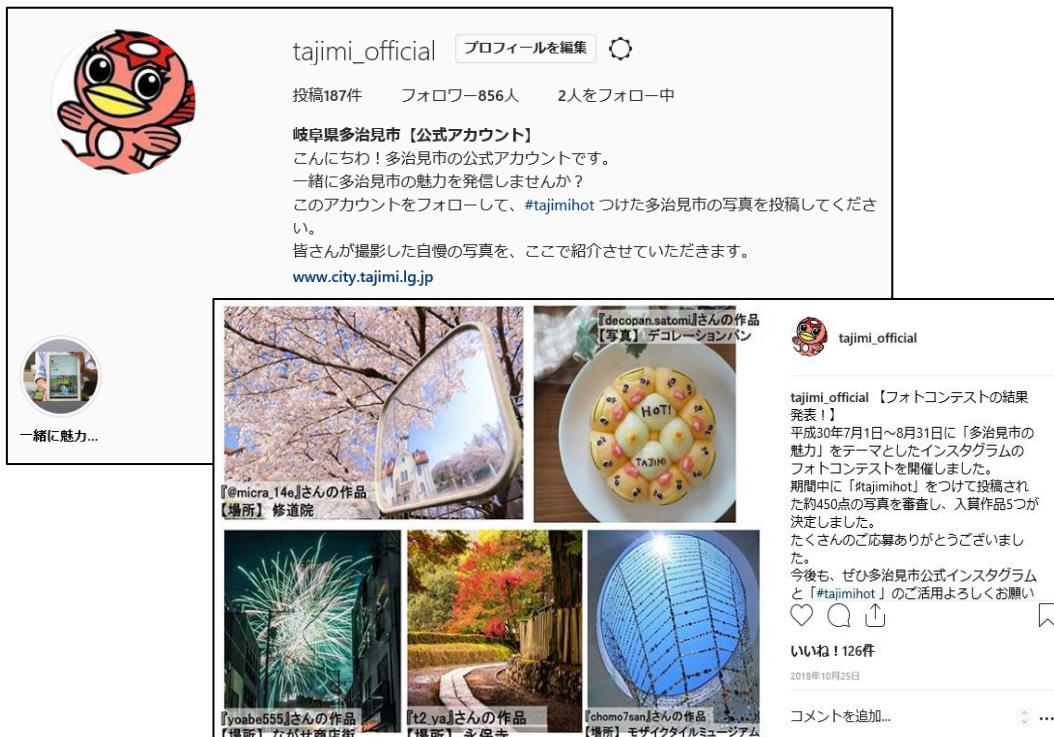 tajimi_official プロフィールを編集
投稿187件 フォロワー856人 2人をフォロー中
岐阜県多治見市【公式アカウント】
こんにちわ！多治見市の公式アカウントです。
一緒に多治見市の魅力を発信しませんか？
このアカウントをフォローして、#tajimihot つけた多治見市の写真を投稿してくださ
い。
皆さんが撮影した自慢の写真を、ここで紹介させていただきます。
www.city.tajimi.lg.jp
一緒に魅力...
『@micra_14e』さんの作品
【場所】修道院
『decopan.satomi』さんの作品
【写真】デコレーションパン
HOT!
TAJIMI
『yoabe555』さんの作品
【場所】ながせ商店街
『t2_ya』さんの作品
【場所】永保寺
『chomo7san』さんの作品
【場所】モザイクタイルミュージアム
tajimi_official
tajimi_official 【フォトコンテストの結果
発表！】
平成30年7月1日～8月31日に「多治見市の
魅力」をテーマとしたインスタグラムの
フォトコンテストを開催しました。
期間中に「#tajimihot」をつけて投稿され
た約450点の写真を審査し、入賞作品5つが
決定しました。
たくさんのご応募ありがとうございまし
た。
今後も、ぜひ多治見市公式インスタグラム
と「#tajimihot 」のご活用よろしくお願い
いいね！126件
2018年10月25日
コメントを追加...